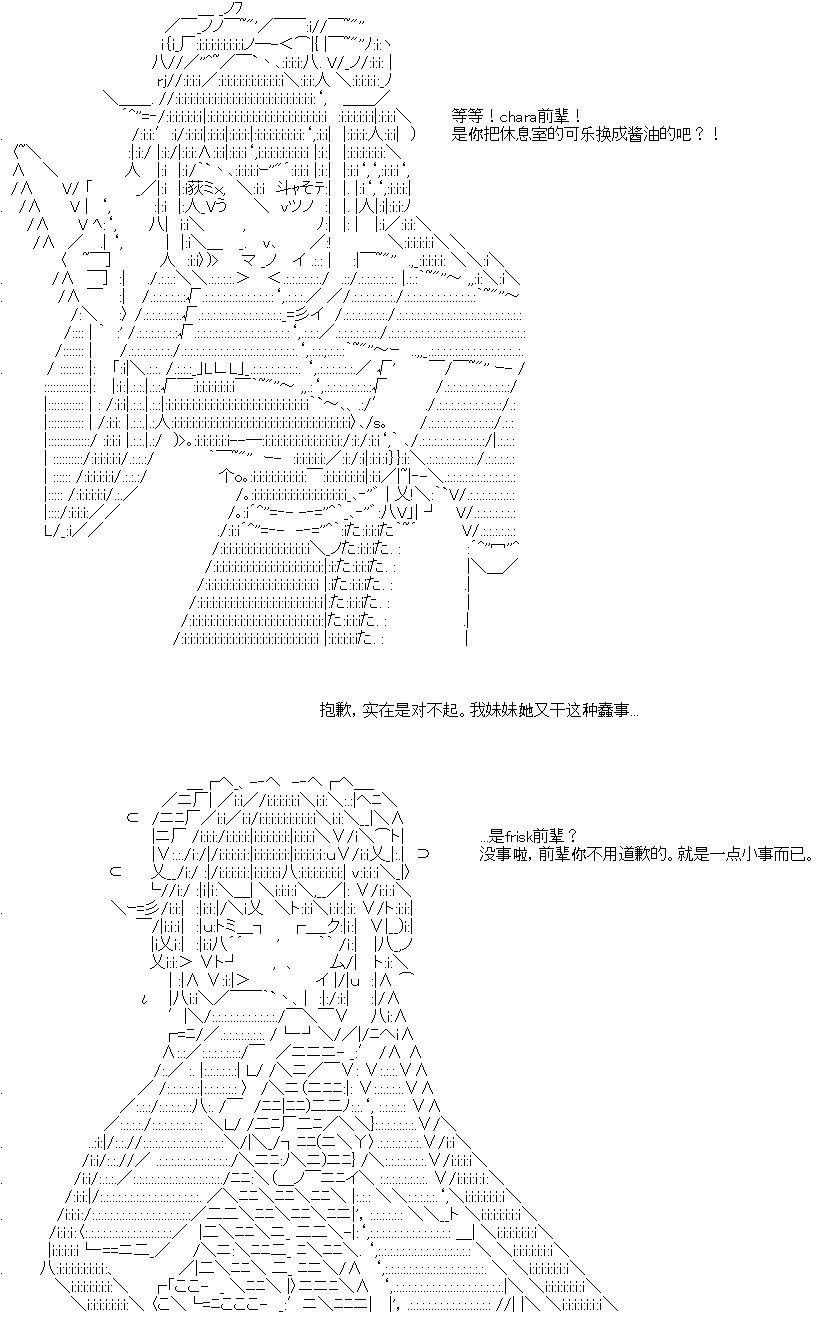 等等！chara前辈！
是你把休息室的可乐换成酱油的吧？！
抱歉，实在是对不起。我妹妹她又干这种蠢事...
...是frisk前辈？
没事啦，前辈你不用道歉的。就是一点小事而已。